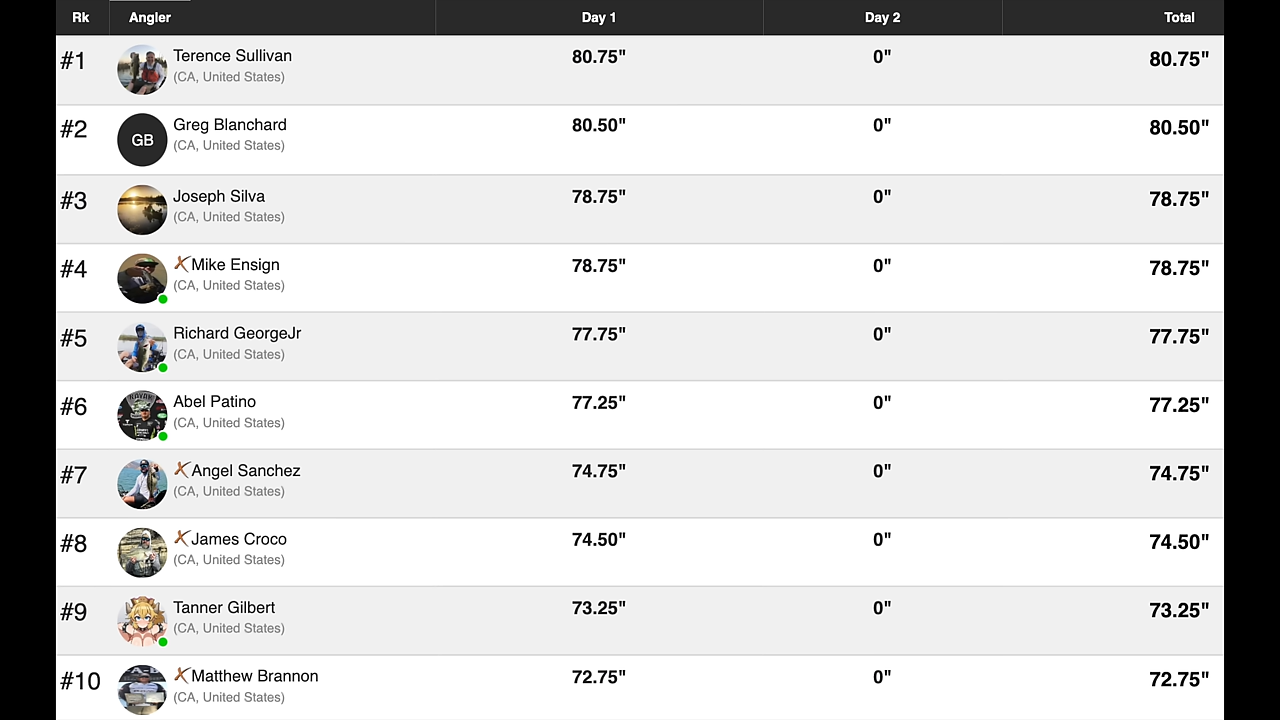 Rk Angler Day 1 Day 2 Total
#1 Terence Sullivan 80.75" 0" 80.75"
(CA, United States)
#2 GB Greg Blanchard 80.50" 0" 80.50"
(CA, United States)
#3 Joseph Silva 78.75" 0" 78.75"
(CA, United States)
#4 Mike Ensign 78.75" 0" 78.75"
(CA, United States)
#5 Richard GeorgeJr 77.75" 0" 77.75"
(CA, United States)
#6 Abel Patino 77.25" 0" 77.25"
(CA, United States)
#7 Angel Sanchez 74.75" 0" 74.75"
(CA, United States)
#8 James Croco 74.50" 0" 74.50"
(CA, United States)
#9 Tanner Gilbert 73.25" 0" 73.25"
(CA, United States)
#10 Matthew Brannon 72.75" 0" 72.75"
(CA, United States)